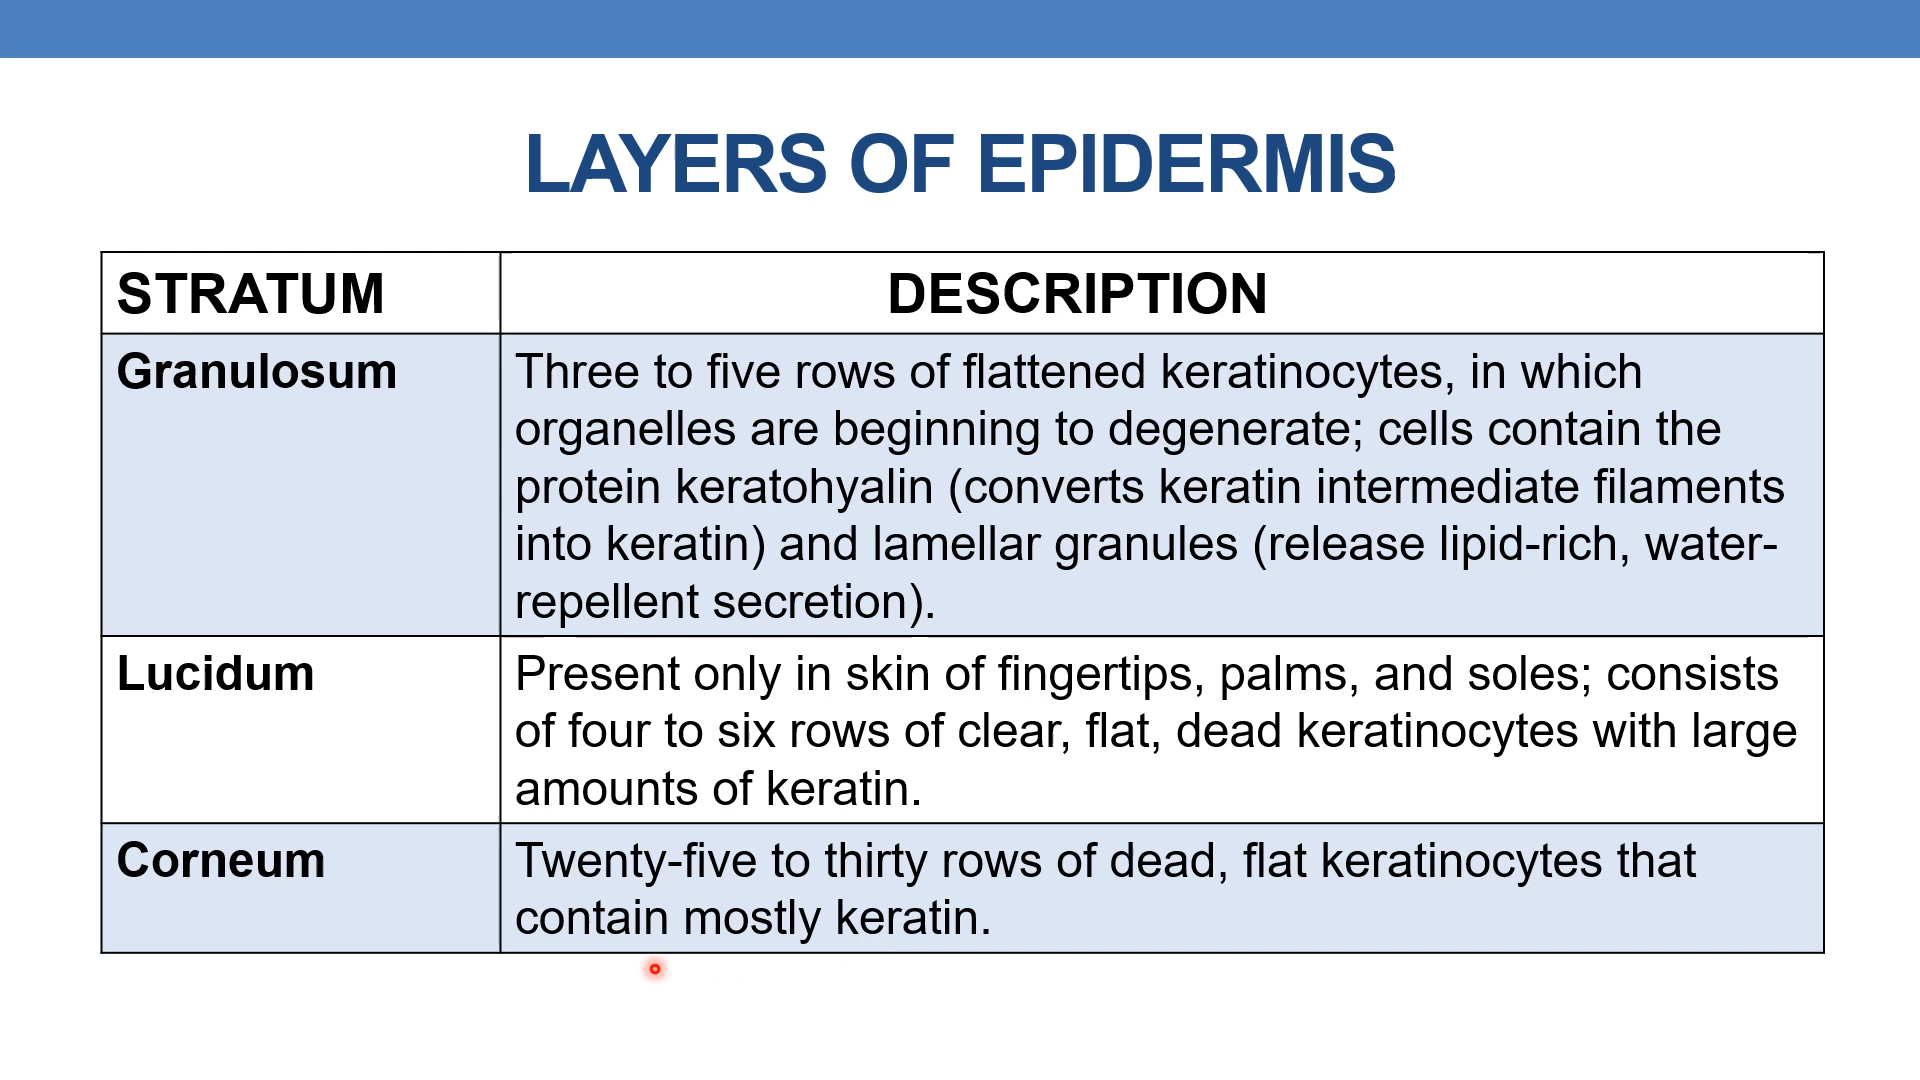 LAYERS OF EPIDERMIS
STRATUM
DESCRIPTION
Granulosum
Three to five rows of flattened keratinocytes, in which
organelles are beginning to degenerate; cells contain the
protein keratohyalin (converts keratin intermediate filaments
into keratin) and lamellar granules (release lipid-rich, water-
repellent secretion).
Lucidum
Present only in skin of fingertips, palms, and soles; consists
of four to six rows of clear, flat, dead keratinocytes with large
amounts of keratin.
Corneum
Twenty-five to thirty rows of dead, flat keratinocytes that
contain mostly keratin.